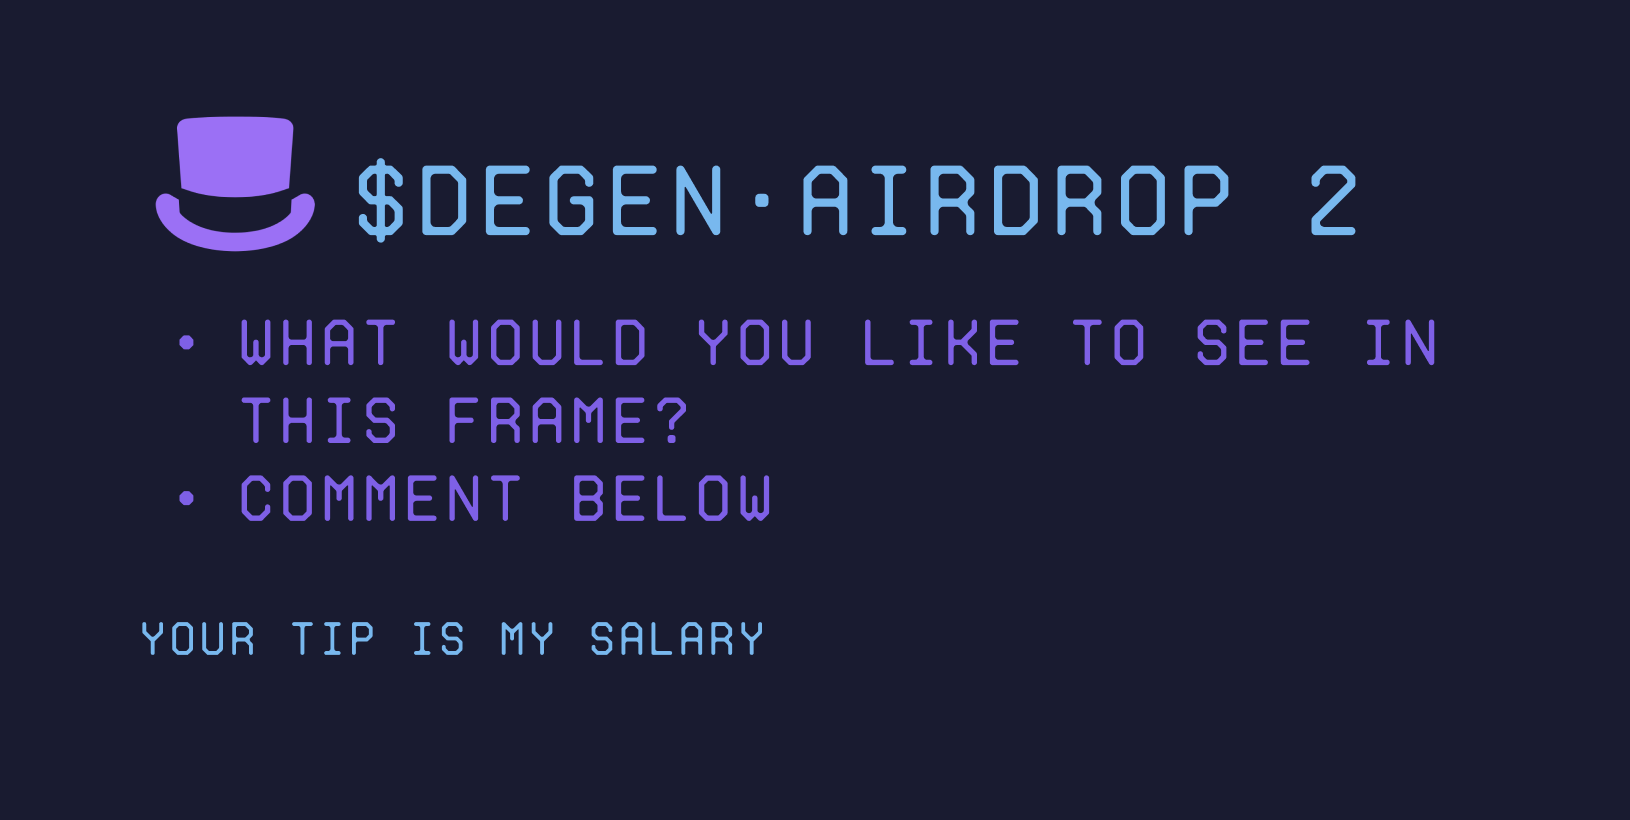 $DEGEN·AIRDROP 2
• WHAT WOULD YOU LIKE TO SEE IN
THIS FRAME?
• COMMENT BELOW
YOUR TIP IS MY SALARY